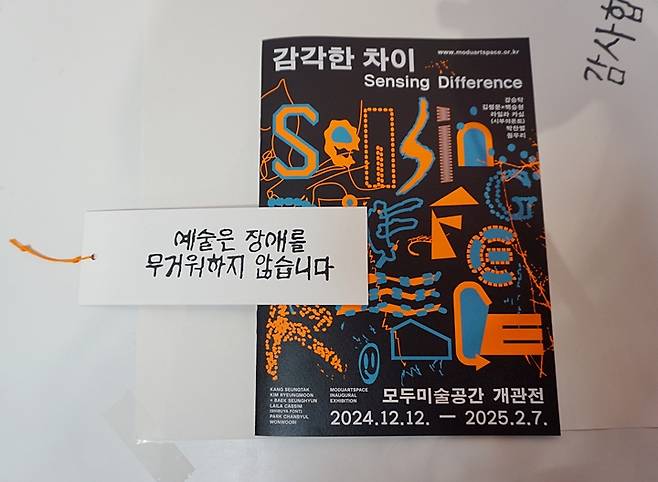 감사합
감각한 차이
www.moduartspace.or.kr
Sensing Difference
강승탁
김령문×백승현
라일라 카심
(시부야폰트)
박찬별
원우리
예술은 장애를
무거워하지 않습니다
KANG SEUNGTAK
KIM RYEUNGMOON
× BAEK SEUNGHYUN
LAILA CASSIM
(SHIBUYA FONT)
PARK CHANBYUL
WONWOORI
MODUARTSPACE
INAUGURAL
EXHIBITION
모두미술공간 개관전
2024.12.12. — 2025.2.7.